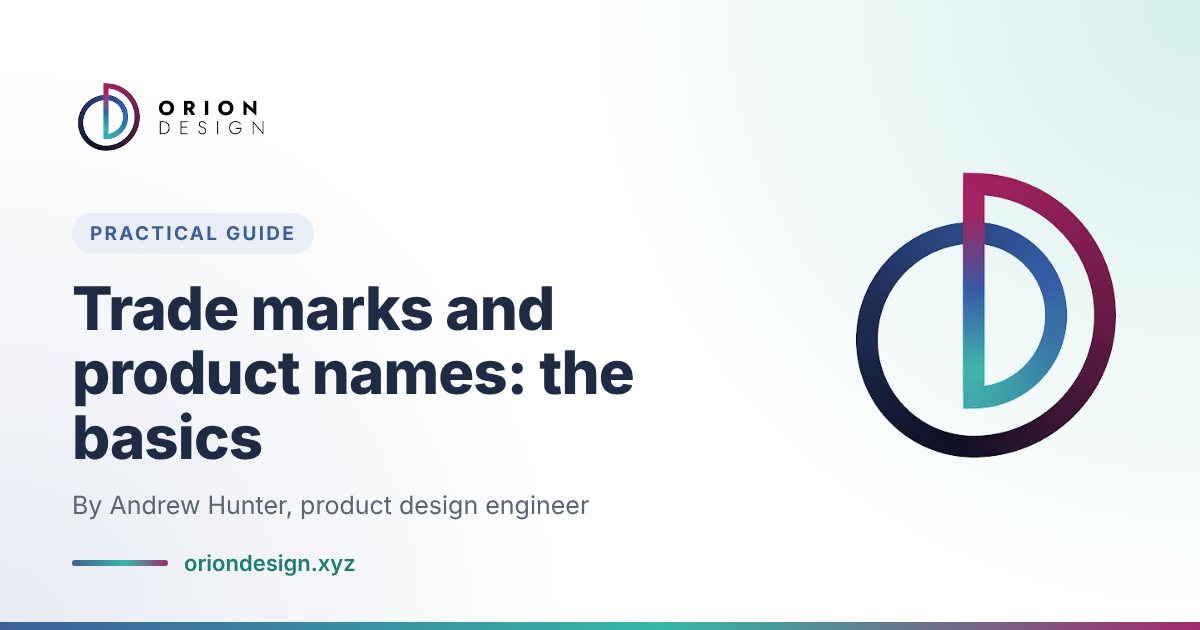 ORION
DESIGN
PRACTICAL GUIDE
Trade marks and
product names: the
basics
By Andrew Hunter, product design engineer
oriondesign.xyz